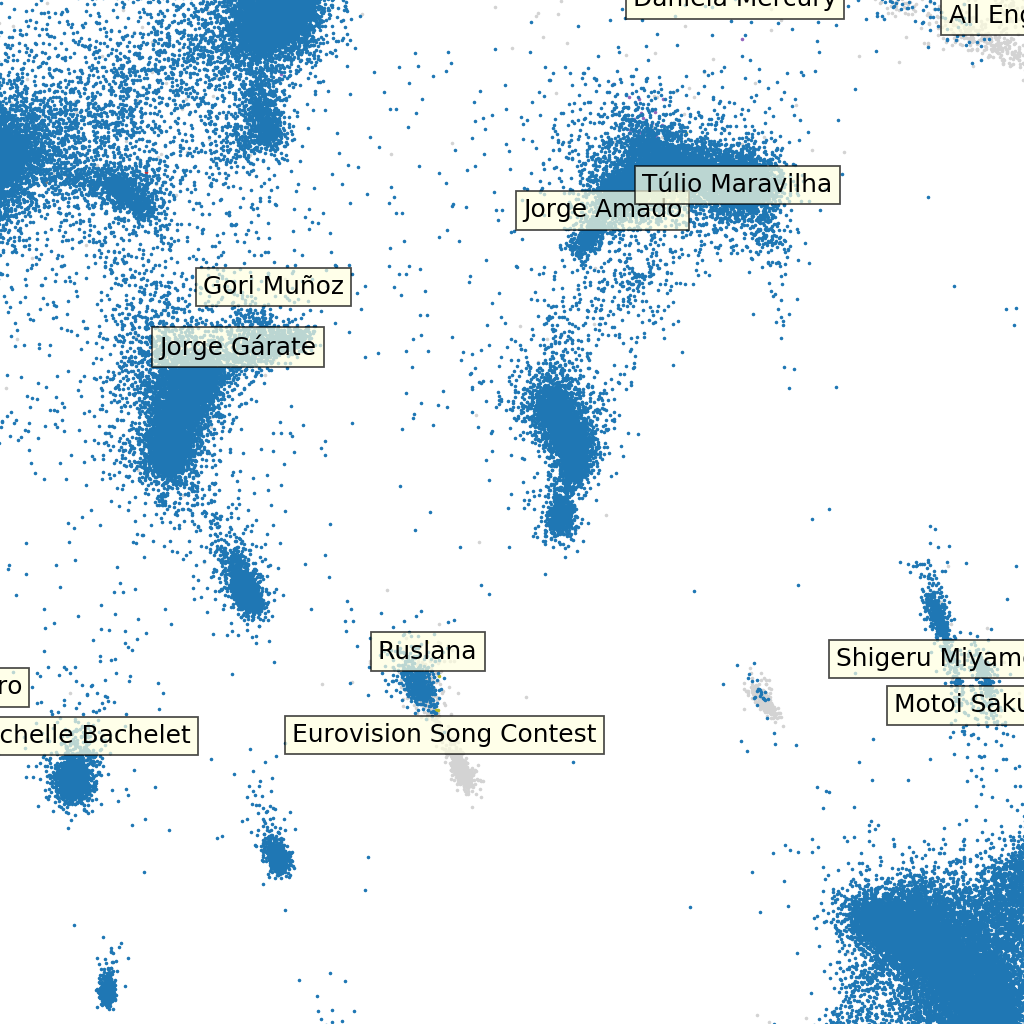 Daniela Mercury
All Eng
Túlio Maravilha
Jorge Amado
Gori Muñoz
Jorge Gárate
Ruslana
Shigeru Miyam
ro
Motoi Saku
chelle Bachelet
Eurovision Song Contest